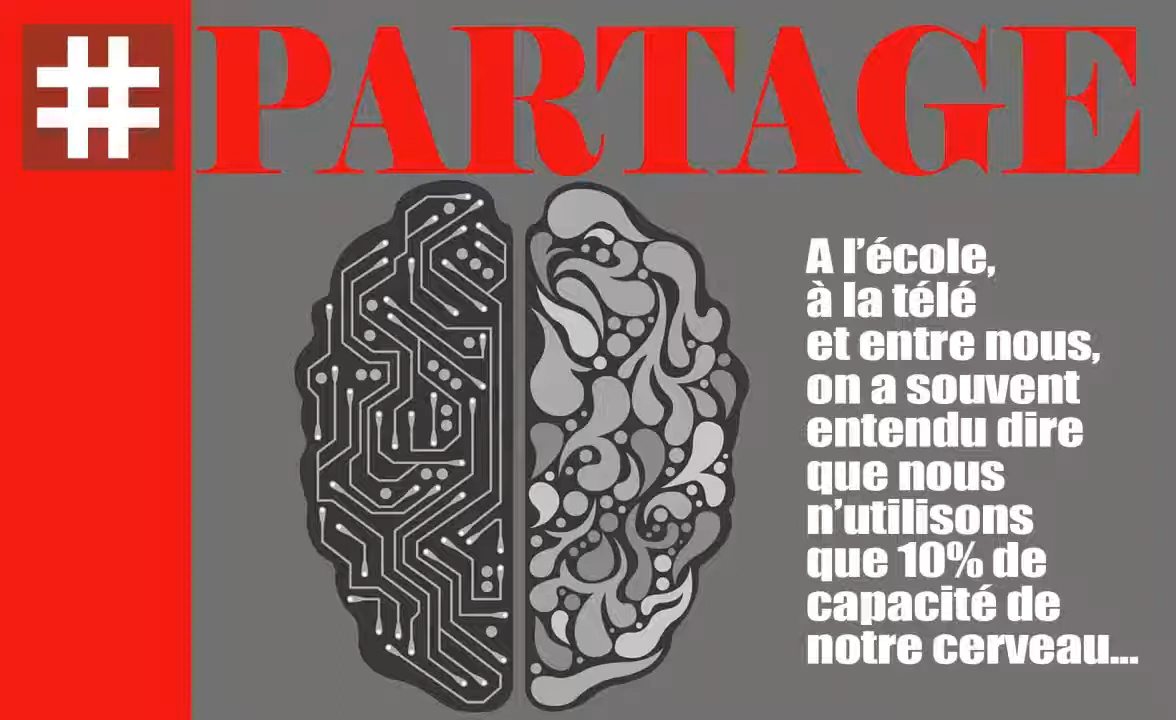 #PARTAGE
A l’école,
à la télé
et entre nous,
on a souvent
entendu dire
que nous
n’utilisons
que 10% de
capacité de
notre cerveau...